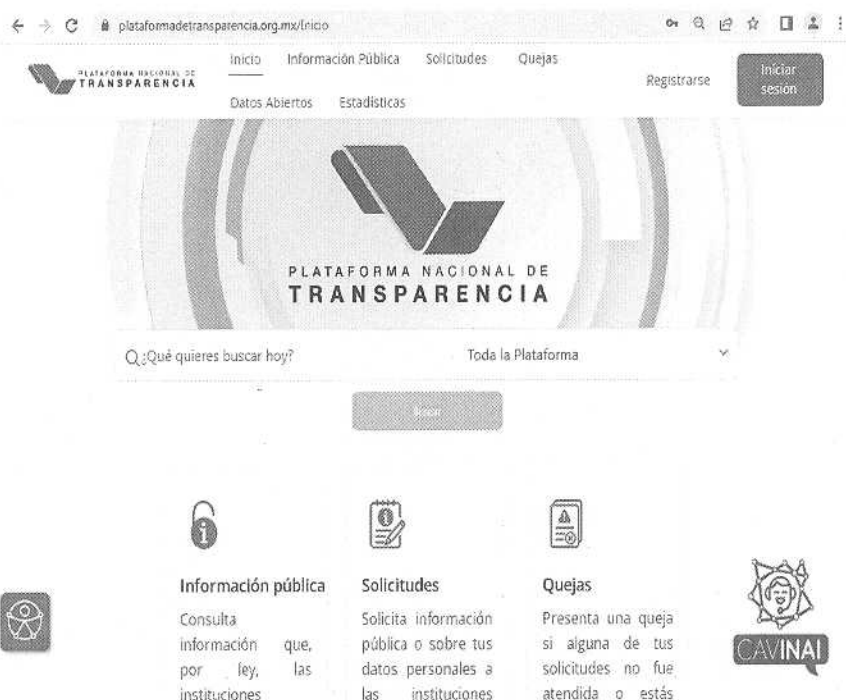 plataformadetransparencia.org.mx/Inicio
PLATAFORMA NACIONAL DE
TRANSPARENCIA
Inicio Información Pública Solicitudes Quejas
Datos Abiertos Estadísticas
Registrarse
Iniciar
sesión
PLATAFORMA NACIONAL DE
TRANSPARENCIA
¿Qué quieres buscar hoy? Toda la Plataforma
Buscar
Información pública
Consulta
información que,
por ley, las
instituciones
Solicitudes
Solicita información
pública o sobre tus
datos personales a
las instituciones
Quejas
Presenta una queja
si alguna de tus
solicitudes no fue
atendida o estás
CAVINAI